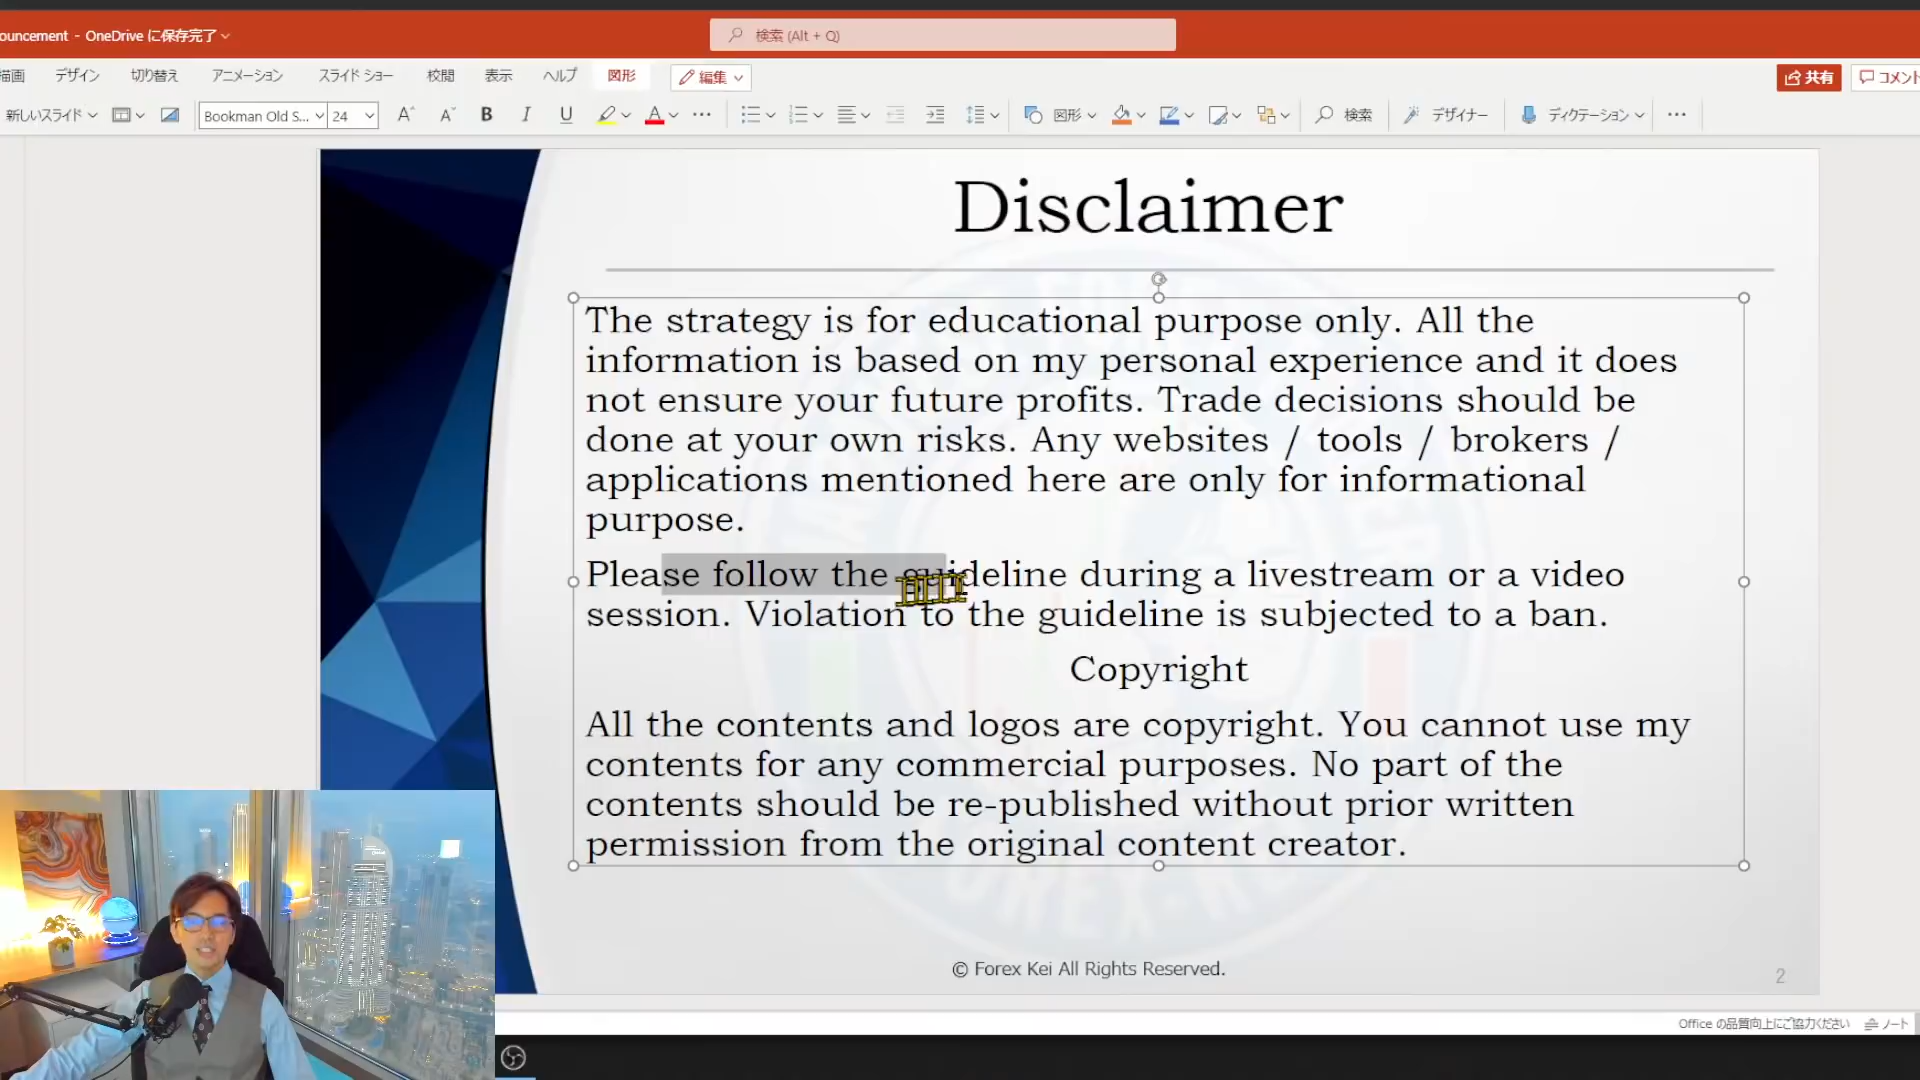 ouncement - OneDrive に保存完了
検索 (Alt + Q)
描画 デザイン 切り替え アニメーション スライド ショー 校閲 表示 ヘルプ 図形 編集 共有 コメント
新しいスライド Bookman Old S... 24 A A B I U A ... 図形 検索 デザイナー ディクテーション ...
Disclaimer
The strategy is for educational purpose only. All the
information is based on my personal experience and it does
not ensure your future profits. Trade decisions should be
done at your own risks. Any websites / tools / brokers /
applications mentioned here are only for informational
purpose.
Please follow the guideline during a livestream or a video
session. Violation to the guideline is subjected to a ban.
Copyright
All the contents and logos are copyright. You cannot use my
contents for any commercial purposes. No part of the
contents should be re-published without prior written
permission from the original content creator.
© Forex Kei All Rights Reserved.
2
Office の品質向上にご協力ください ノート